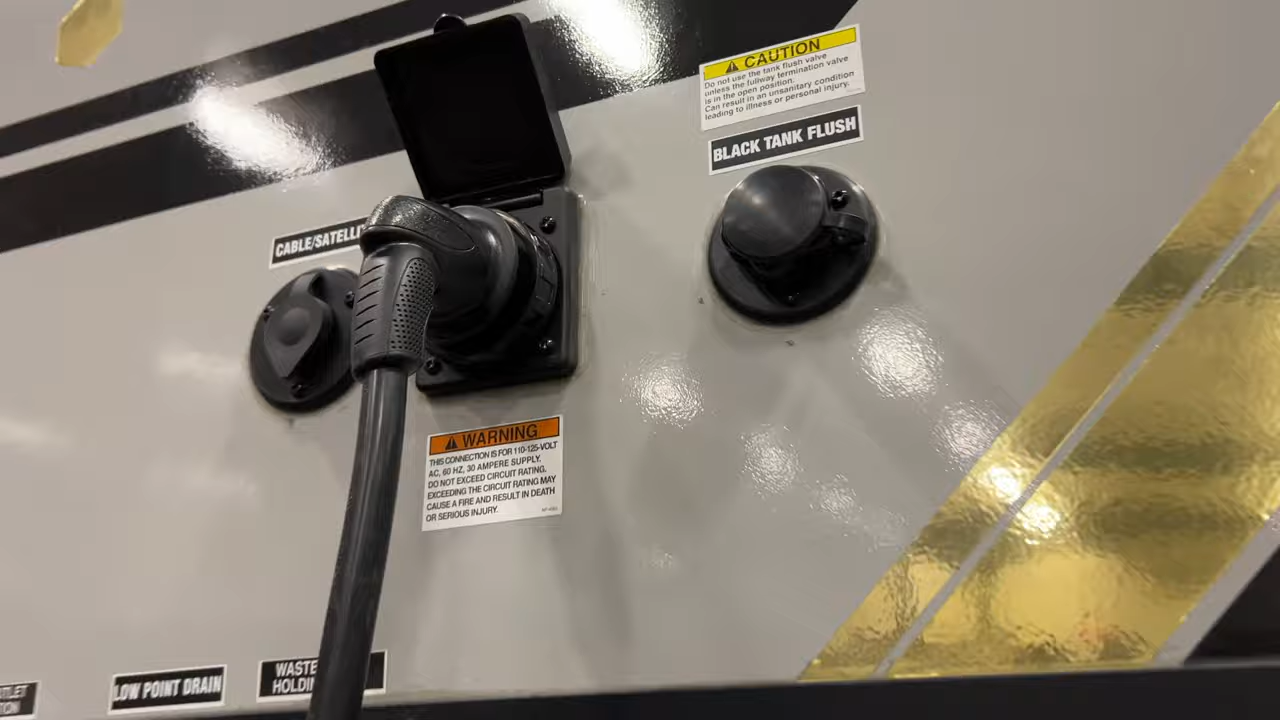 CAUTION
Do not use the tank flush valve
unless the fullway termination valve
is in the open position.
Can result in an unsanitary condition
leading to illness or personal injury.
BLACK TANK FLUSH
CABLE/SATELLI
WARNING
THIS CONNECTION IS FOR 110-125-VOLT
AC, 60 HZ, 30 AMPERE SUPPLY.
DO NOT EXCEED CIRCUIT RATING.
EXCEEDING THE CIRCUIT RATING MAY
CAUSE A FIRE AND RESULT IN DEATH
OR SERIOUS INJURY.
WASTE
HOLDIN
LOW POINT DRAIN